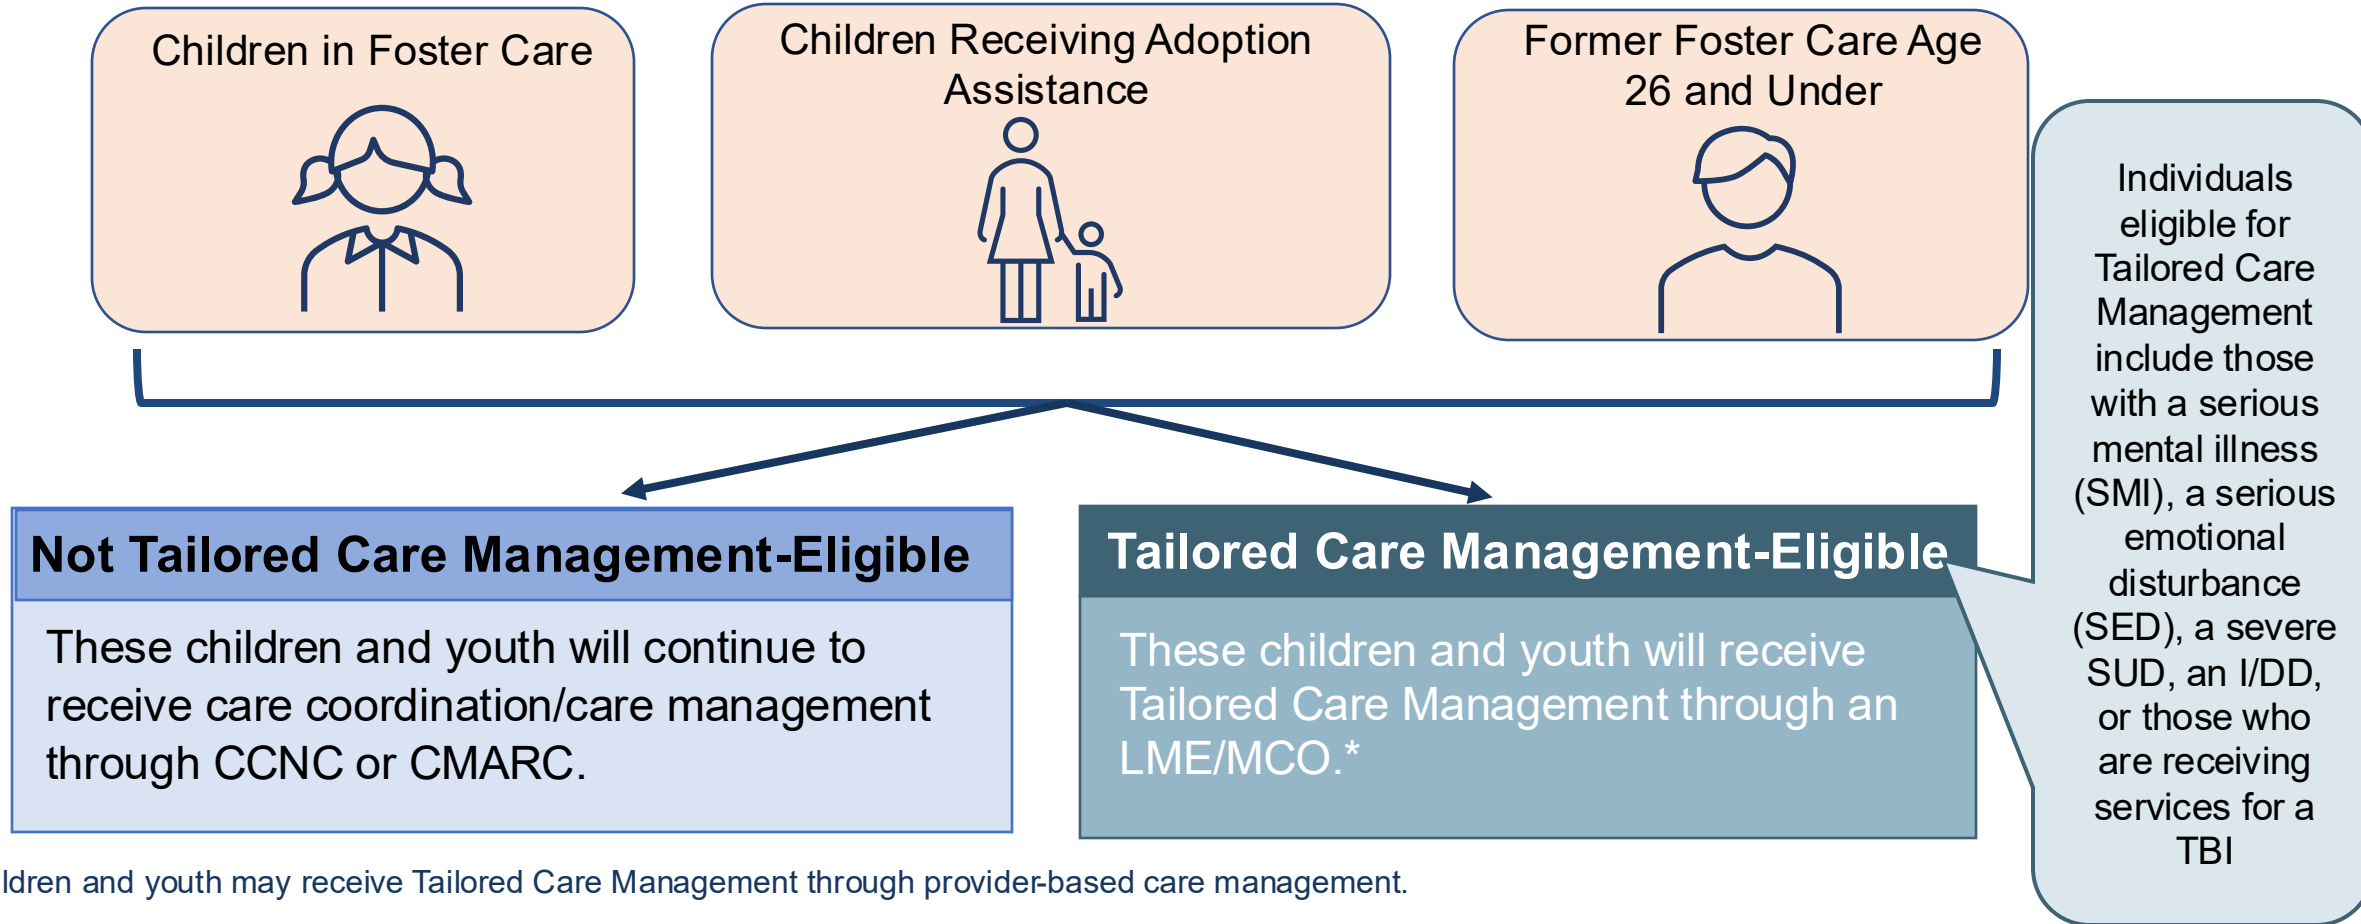 Children in Foster Care
Children Receiving Adoption
Assistance
Former Foster Care Age
26 and Under
Individuals
eligible for
Tailored Care
Management
include those
with a serious
mental illness
(SMI), a serious
emotional
disturbance
(SED), a severe
SUD, an I/DD,
or those who
are receiving
services for a
TBI
Not Tailored Care Management-Eligible
These children and youth will continue to
receive care coordination/care management
through CCNC or CMARC.
Tailored Care Management-Eligible
These children and youth will receive
Tailored Care Management through an
LME/MCO.*
ldren and youth may receive Tailored Care Management through provider-based care management.